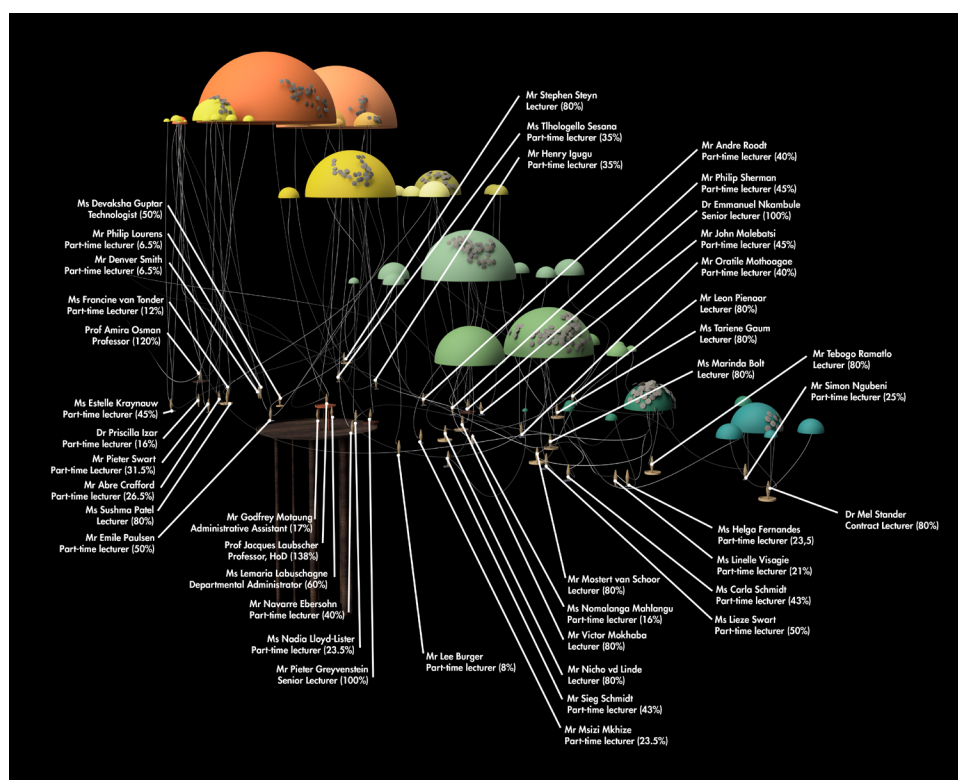 Mr Stephen Steyn
Lecturer (80%)
Ms Tlhologello Sesana
Part-time lecturer (35%)
Mr Henry Igugu
Part-time lecturer (35%)
Mr Andre Roodt
Part-time lecturer (40%)
Mr Philip Sherman
Part-time lecturer (45%)
Dr Emmanuel Nkambule
Senior lecturer (100%)
Mr John Malebatsi
Part-time lecturer (45%)
Mr Oratile Mothoagae
Part-time lecturer (40%)
Mr Leon Pienaar
Lecturer (80%)
Ms Tariene Gaum
Lecturer (80%)
Ms Marinda Bolt
Lecturer (80%)
Mr Tebogo Ramatlo
Lecturer (80%)
Mr Simon Ngubeni
Part-time lecturer (25%)
Ms Devaksha Guptar
Technologist (50%)
Mr Philip Lourens
Part-time lecturer (6.5%)
Mr Denver Smith
Part-time lecturer (6.5%)
Ms Francine van Tonder
Part-time Lecturer (12%)
Prof Amira Osman
Professor (120%)
Ms Estelle Kraynauw
Part-time lecturer (45%)
Dr Priscilla Izar
Part-time lecturer (16%)
Mr Pieter Swart
Part-time Lecturer (31.5%)
Mr Abre Crafford
Part-time lecturer (26.5%)
Ms Sushma Patel
Lecturer (80%)
Mr Emile Paulsen
Part-time lecturer (50%)
Mr Godfrey Motaung
Administrative Assistant (17%)
Prof Jacques Laubscher
Professor, HoD (138%)
Ms Lemaria Labuschagne
Departmental Administrator (60%)
Mr Navarre Ebersohn
Part-time lecturer (40%)
Ms Nadia Lloyd-Lister
Part-time lecturer (23.5%)
Mr Pieter Greyvenstein
Senior Lecturer (100%)
Mr Lee Burger
Part-time lecturer (8%)
Mr Mostert van Schoor
Lecturer (80%)
Ms Nomalanga Mahlangu
Part-time lecturer (16%)
Mr Victor Mokhaba
Lecturer (80%)
Mr Nicho vd Linde
Lecturer (80%)
Mr Sieg Schmidt
Part-time lecturer (43%)
Mr Msizi Mkhize
Part-time lecturer (23.5%)
Dr Mel Stander
Contract Lecturer (80%)
Ms Helga Fernandes
Part-time lecturer (23,5)
Ms Linelle Visagie
Part-time lecturer (21%)
Ms Carla Schmidt
Part-time lecturer (43%)
Ms Lieze Swart
Part-time lecturer (50%)